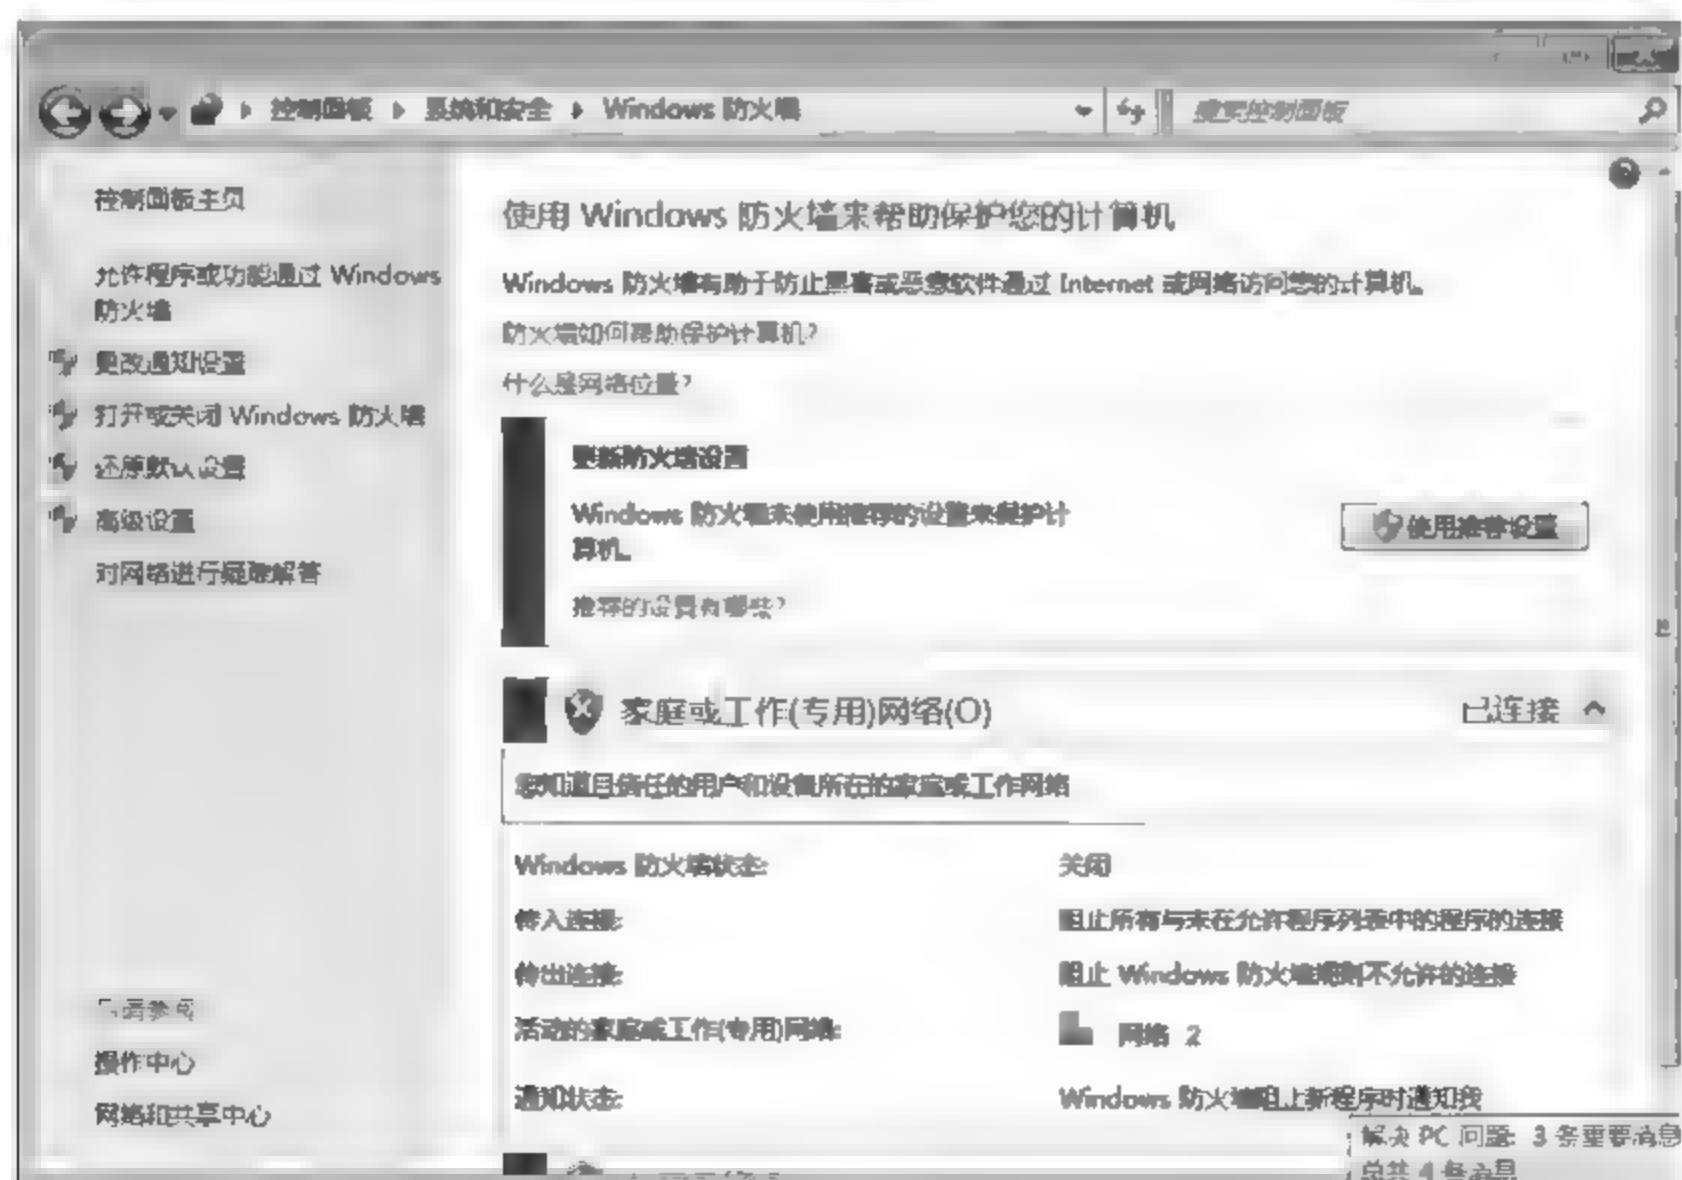 控制面板 系统和安全 Windows 防火墙 搜索控制面板
控制面板主页
允许程序或功能通过 Windows
防火墙
更改通知设置
打开或关闭 Windows 防火墙
还原默认设置
高级设置
对网络进行疑难解答
另请参阅
操作中心
网络和共享中心
使用 Windows 防火墙来帮助保护您的计算机
Windows 防火墙有助于防止黑客或恶意软件通过 Internet 或网络访问您的计算机。
防火墙如何帮助保护计算机?
什么是网络位置?
更新防火墙设置
Windows 防火墙未使用推荐的设置来保护计
算机。
使用推荐设置
推荐的设置有哪些?
家庭或工作(专用)网络(O) 已连接
您知道且信任的用户和设备所在的家庭或工作网络
Windows 防火墙状态: 关闭
传入连接: 阻止所有与未在允许程序列表中的程序的连接
传出连接: 阻止 Windows 防火墙规则不允许的连接
活动的家庭或工作(专用)网络: 网络 2
通知状态: Windows 防火墙阻止新程序时通知我
解决 PC 问题: 3 条重要消息
总共 4 条消息